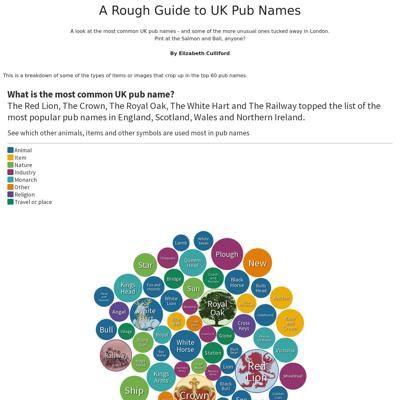 A Rough Guide to UK Pub Names
A look at the most common UK pub names - and some of the more unusual ones tucked away in London.
Pint at the Salmon and Ball, anyone?
By Elizabeth Culliford
This is a breakdown of some of the types of items or images that crop up in the top 60 pub names.
What is the most common UK pub name?
The Red Lion, The Crown, The Royal Oak, The White Hart and The Railway topped the list of the
most popular pub names in England, Scotland, Wales and Northern Ireland.
See which other animals, items and other symbols are used most in pub names
Animal
Item
Nature
Industry
Monarch
Other
Religion
Travel or place
Lamb
White
Swan
Plough
Queens
Head
Star
New
Bridge
Black
Horse
Bulls
Head
Kings
Head
Sun
Anchor
White
Lion
Royal
Oak
Angel
White
Hart
Cross
Keys
Bull
Village
Royal
Railway
White
Horse
Station
Victoria
Lion
Red
Lion
Wheatsheaf
Kings
Arms
Black
Bull
Ship
Crown
Fox